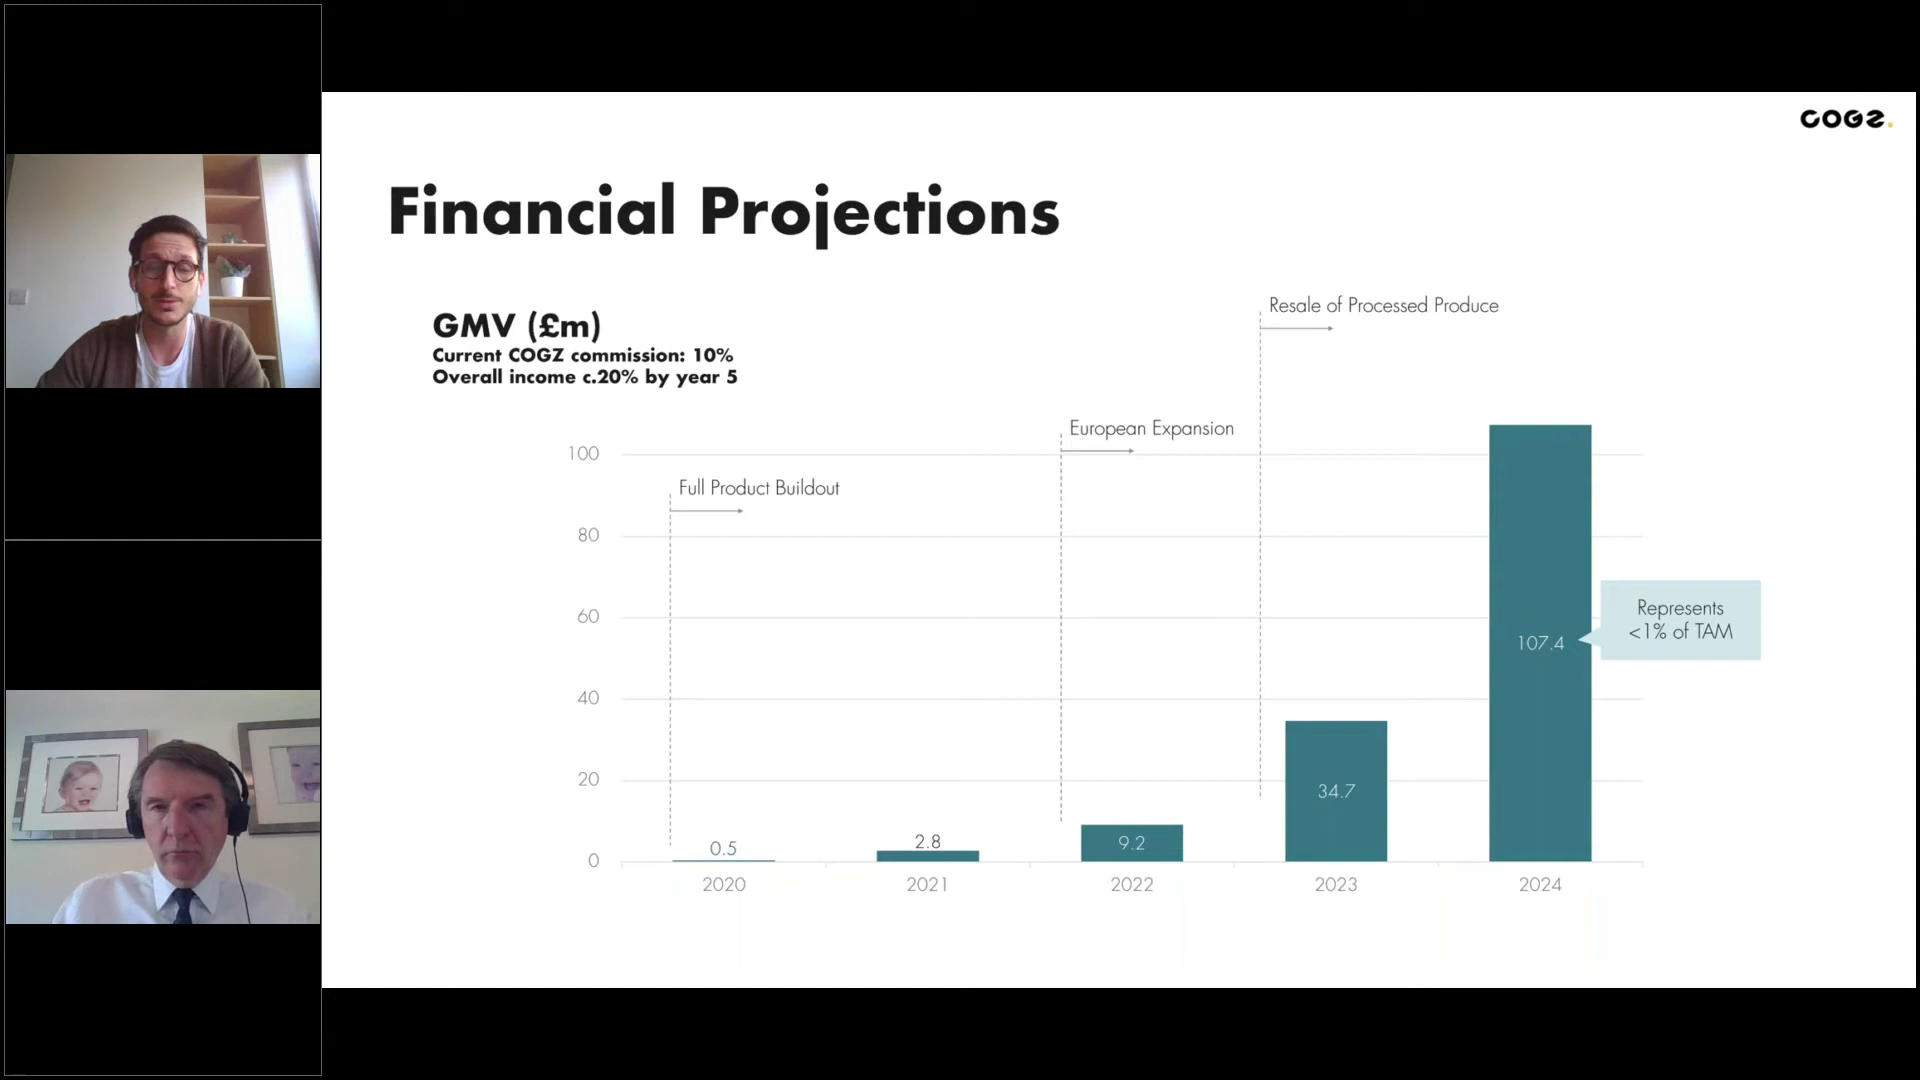 COGZ.
Financial Projections
GMV (£m)
Current COGZ commission: 10%
Overall income c.20% by year 5
Resale of Processed Produce
European Expansion
Full Product Buildout
100
80
60
40
20
0
0.5
2.8
9.2
34.7
107.4
Represents
<1% of TAM
2020
2021
2022
2023
2024